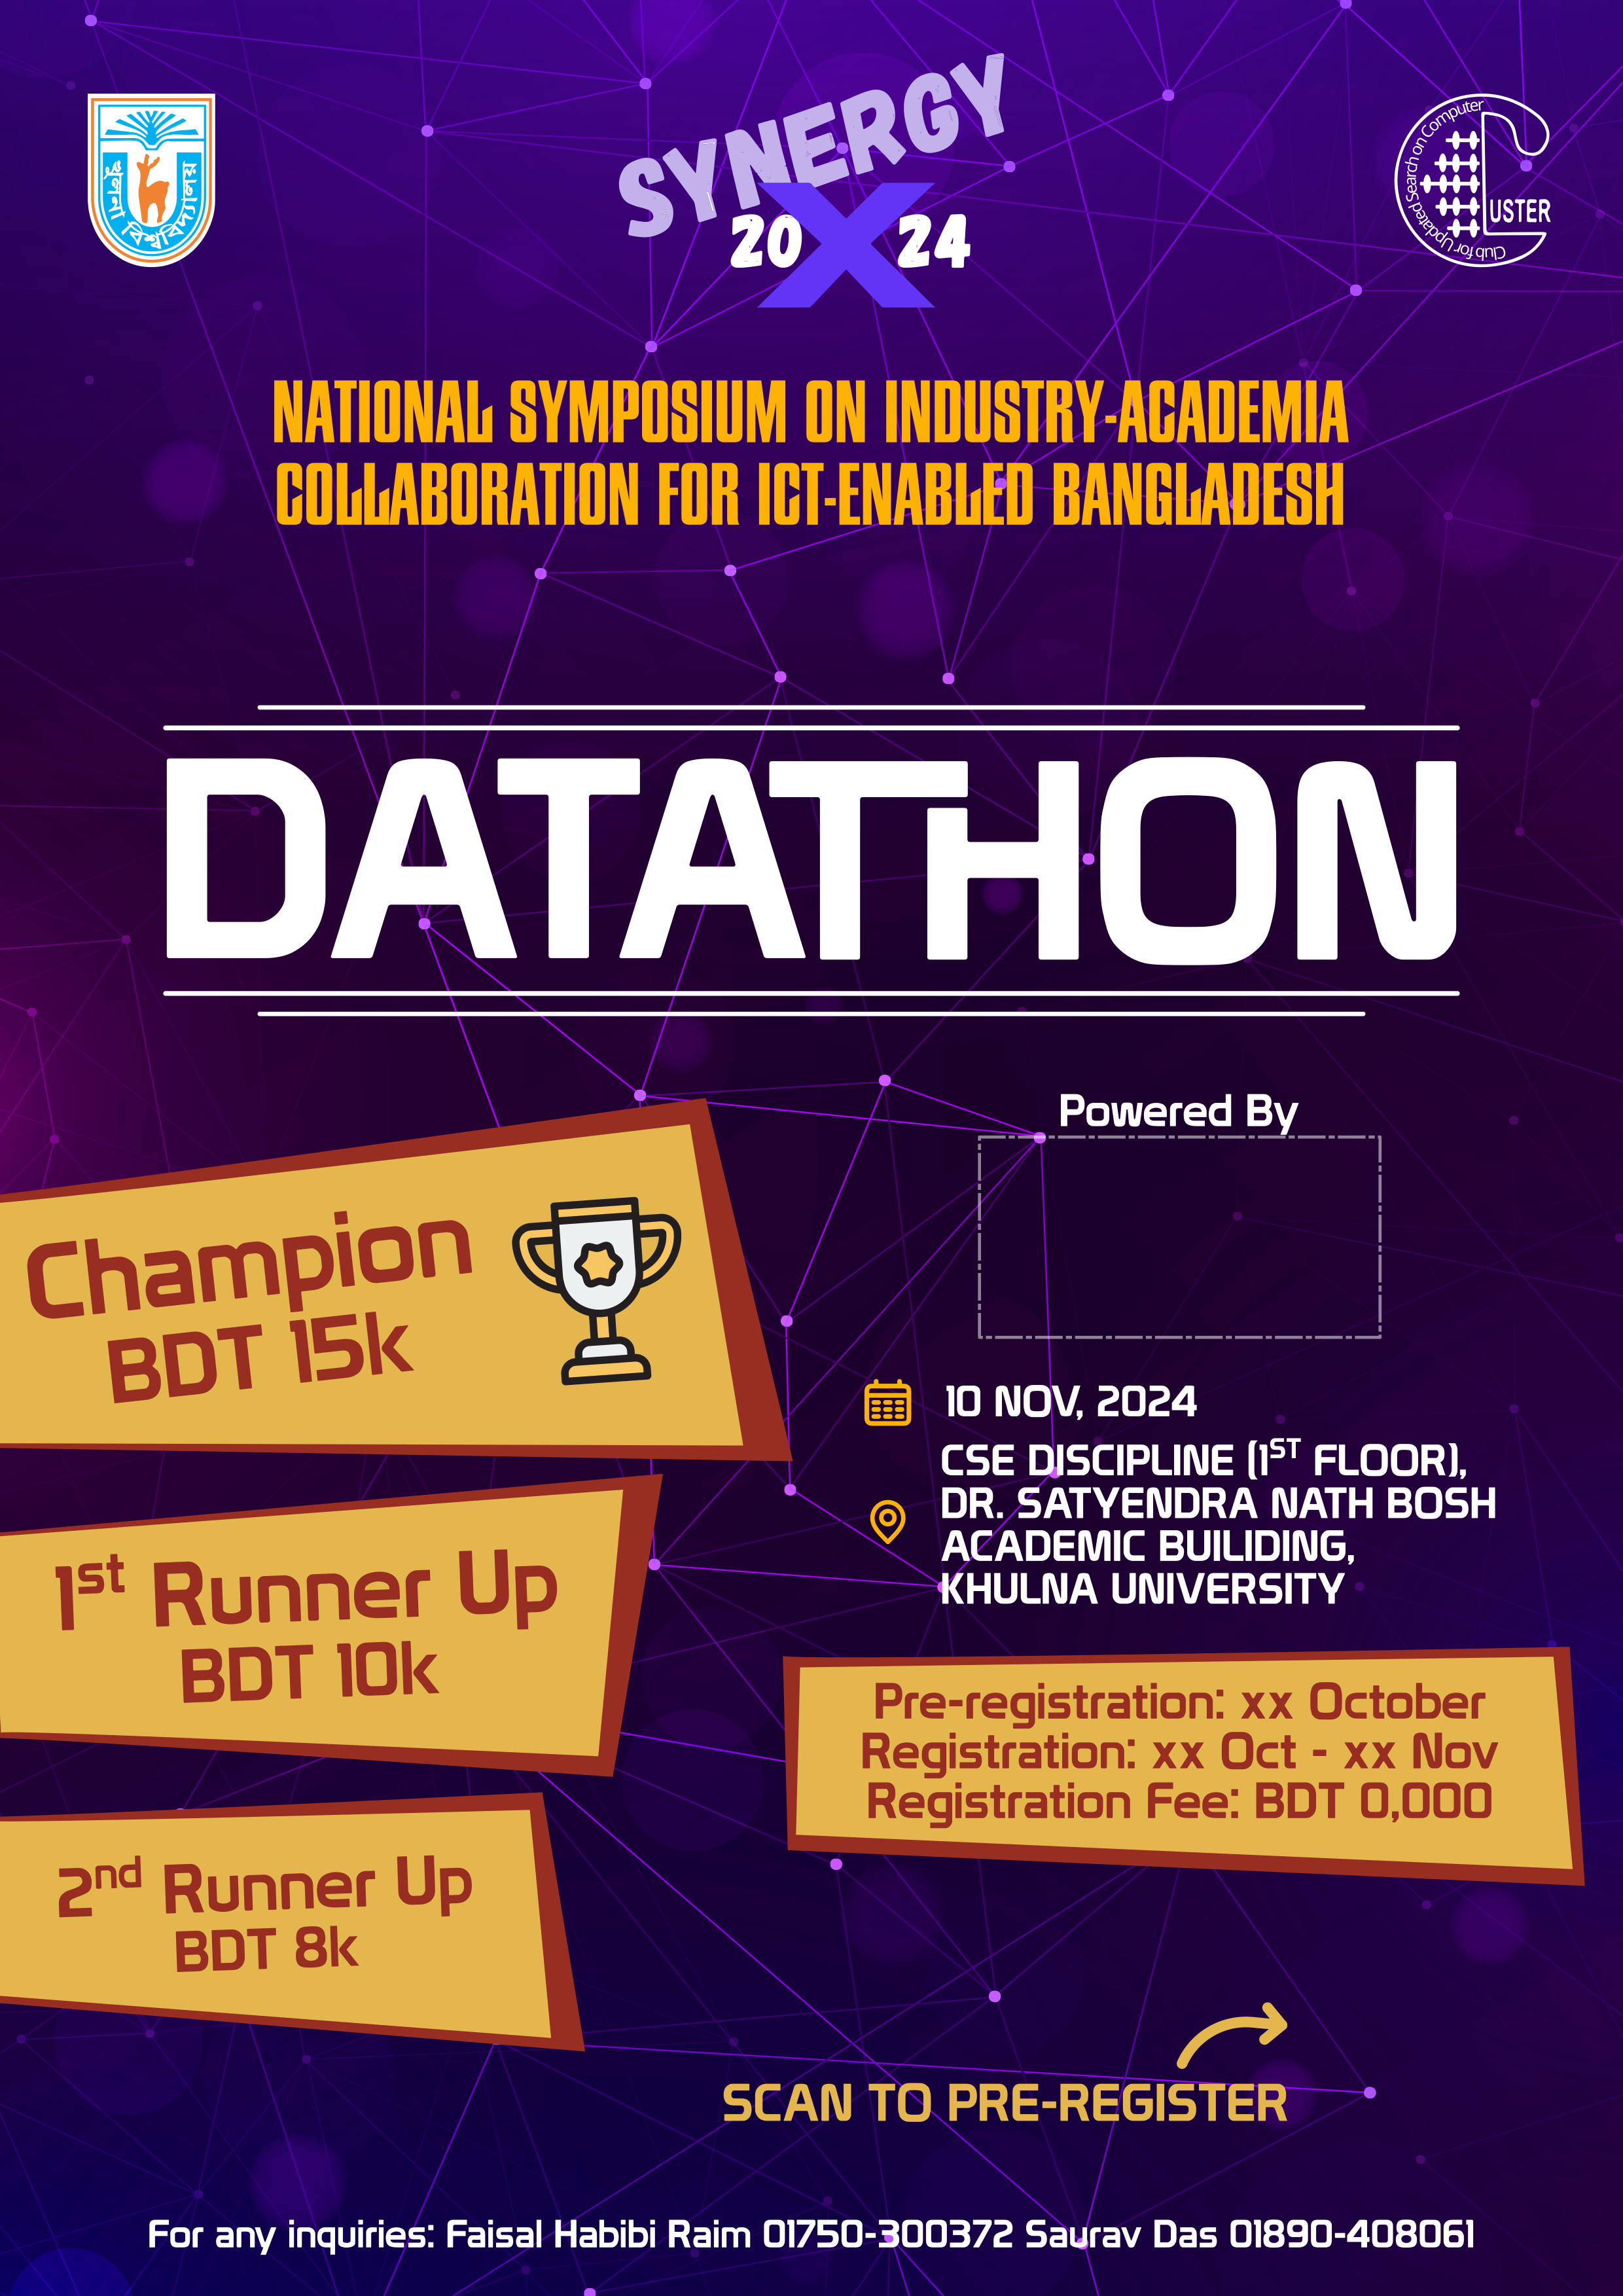 খুলনা বিশ্ববিদ্যালয়
SYNERGY
20 X 24
Club for Updated Search on Computer
CLUSTER
NATIONAL SYMPOSIUM ON INDUSTRY-ACADEMIA
COLLABORATION FOR ICT-ENABLED BANGLADESH
DATATHON
Powered By
Champion
BDT 15k
1st Runner Up
BDT 10k
2nd Runner Up
BDT 8k
10 NOV, 2024
CSE DISCIPLINE (1ST FLOOR),
DR. SATYENDRA NATH BOSH
ACADEMIC BUILIDING,
KHULNA UNIVERSITY
Pre-registration: xx October
Registration: xx Oct - xx Nov
Registration Fee: BDT 0,000
SCAN TO PRE-REGISTER
For any inquiries: Faisal Habibi Raim 01750-300372 Saurav Das 01890-408061